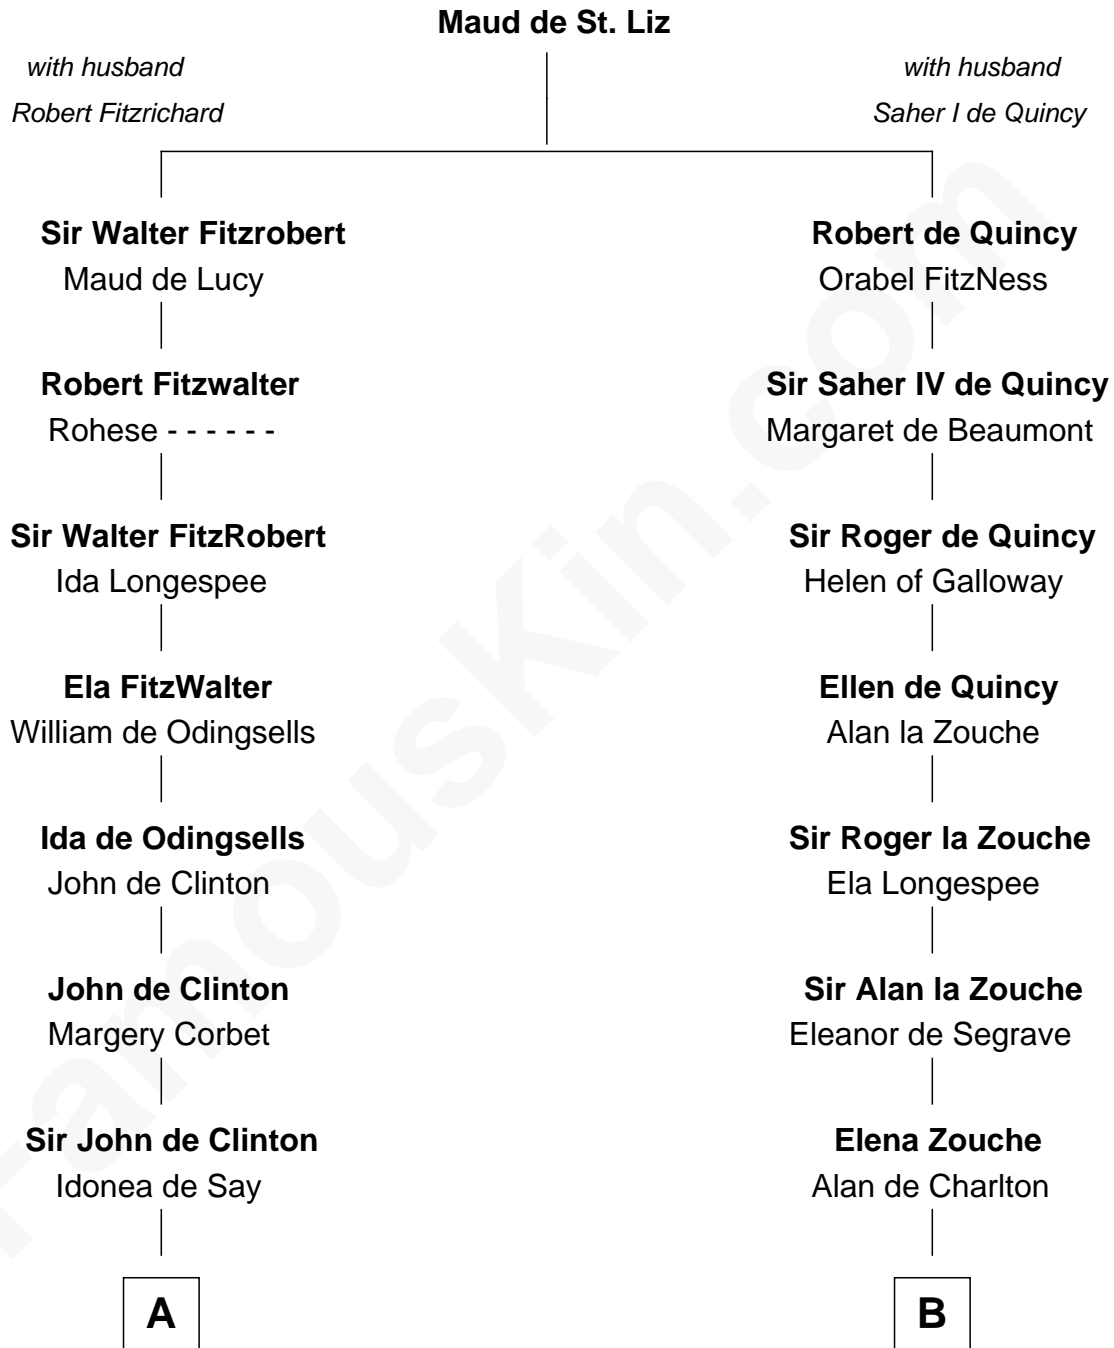 Maud de St. Liz
with husband
Robert Fitzrichard
with husband
Saher I de Quincy
Sir Walter Fitzrobert
Maud de Lucy
Robert de Quincy
Orabel FitzNess
Robert Fitzwalter
Rohese - - - - - -
Sir Saher IV de Quincy
Margaret de Beaumont
Sir Walter FitzRobert
Ida Longespee
Sir Roger de Quincy
Helen of Galloway
Ela FitzWalter
William de Odingsells
Ellen de Quincy
Alan la Zouche
Ida de Odingsells
John de Clinton
Sir Roger la Zouche
Ela Longespee
John de Clinton
Margery Corbet
Sir Alan la Zouche
Eleanor de Segrave
Sir John de Clinton
Idonea de Say
Elena Zouche
Alan de Charlton
A
B
FamousKin.com